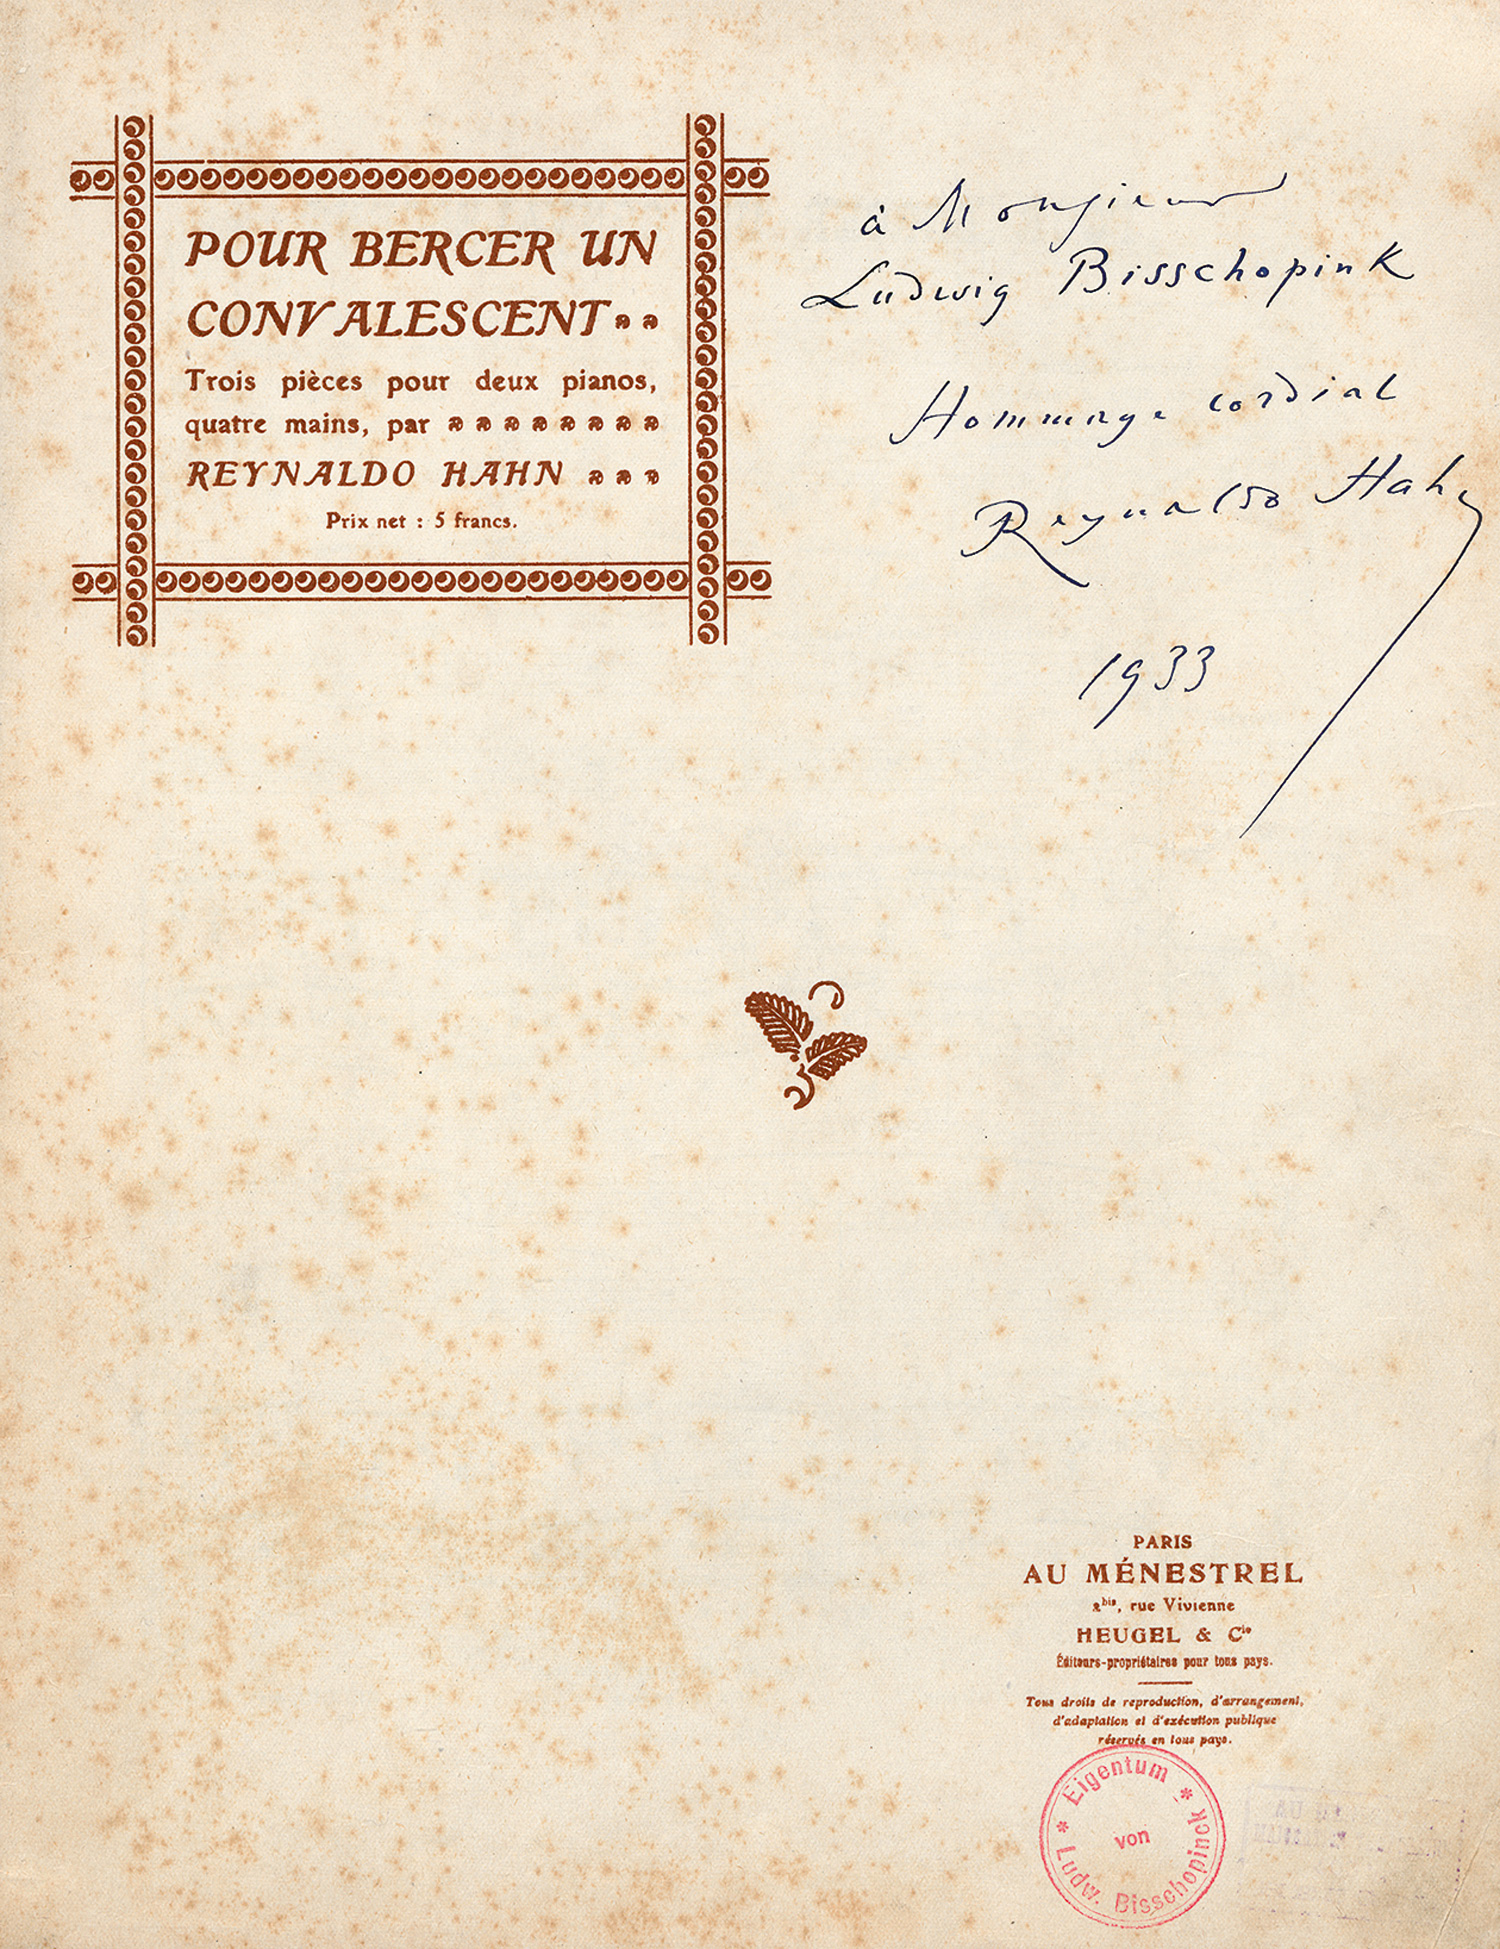 POUR BERCER UN
CONVALESCENT
Trois pièces pour deux pianos,
quatre mains, par
REYNALDO HAHN
Prix net : 5 francs.
à Monsieur
Ludwig Bisschopink
Hommage cordial
Reynaldo Hahn
1933
PARIS
AU MÉNESTREL
2bis, rue Vivienne
HEUGEL & Cie
Éditeurs-propriétaires pour tous pays.
Tous droits de reproduction, d'arrangement,
d'adaptation et d'exécution publique
réservés en tous pays.
* Eigentum *
von
Ludw. Bisschopinck